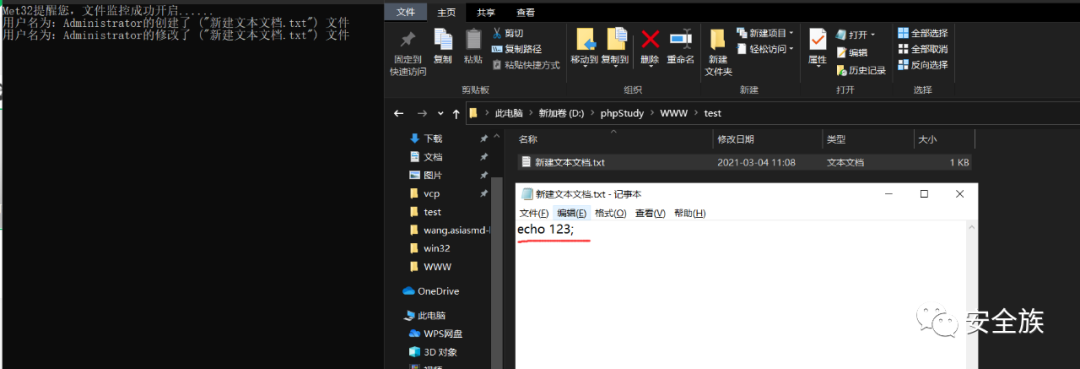 Met32提醒您，文件监控成功开启......
用户名为: Administrator的创建了 ("新建文本文档.txt") 文件
用户名为: Administrator的修改了 ("新建文本文档.txt") 文件
文件 主页 共享 查看
固定到快速访问
复制
粘贴
剪切
复制路径
粘贴快捷方式
移动到 复制到
删除 重命名
新建文件夹
新建项目
轻松访问
属性
打开
编辑
历史记录
全部选择
全部取消
反向选择
剪贴板 组织 新建 打开 选择
此电脑 > 新加卷 (D:) > phpStudy > WWW > test
下载
文档
图片
vcp
test
wang.asiasmd-
win32
WWW
OneDrive
此电脑
WPS网盘
3D 对象
名称 修改日期 类型 大小
新建文本文档.txt 2021-03-04 11:08 文本文档 1 KB
新建文本文档.txt - 记事本
文件(F) 编辑(E) 格式(O) 查看(V) 帮助(H)
echo 123;
安全族